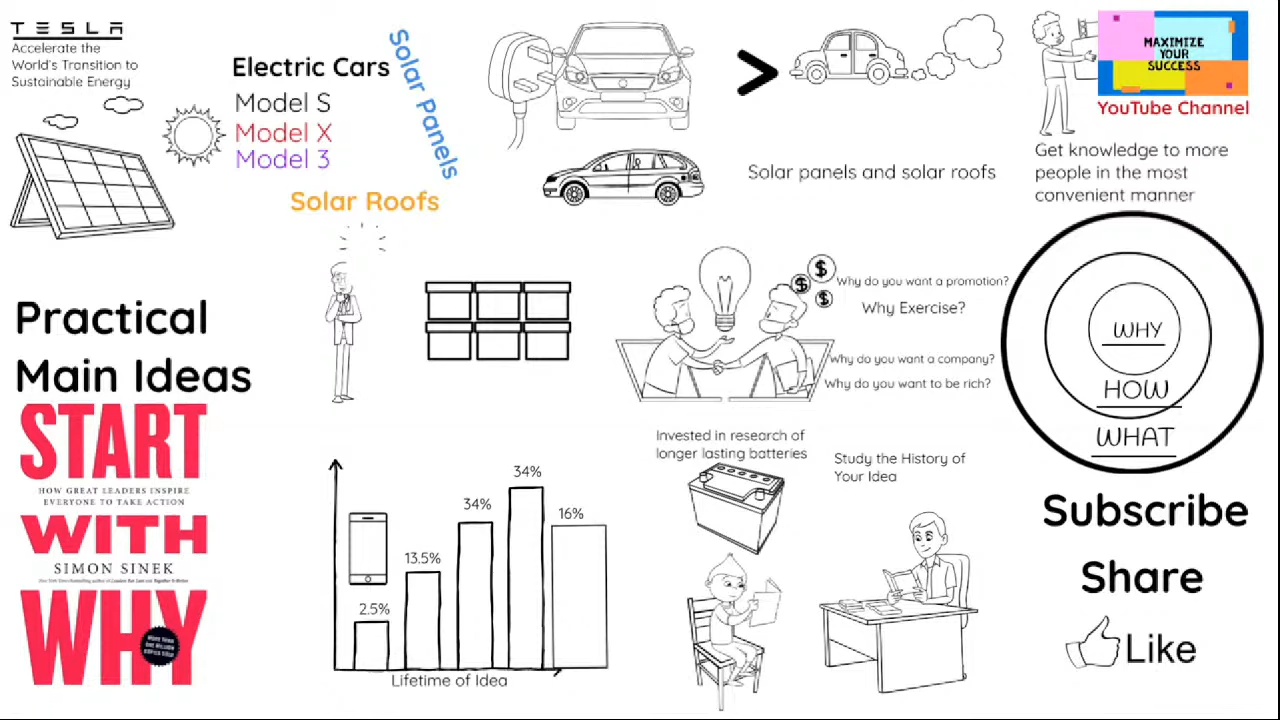 TESLA
Accelerate the
World's Transition to
Sustainable Energy
Electric Cars
Model S
Model X
Model 3
Solar Panels
Solar Roofs
>
Solar panels and solar roofs
MAXIMIZE
YOUR
SUCCESS
YouTube Channel
Get knowledge to more
people in the most
convenient manner
Practical
Main Ideas
START
HOW GREAT LEADERS INSPIRE
EVERYONE TO TAKE ACTION
WITH
SIMON SINEK
WHY
$
$
$
Why do you want a promotion?
Why Exercise?
Why do you want a company?
Why do you want to be rich?
WHY
HOW
WHAT
Invested in research of
longer lasting batteries
Study the History of
Your Idea
2.5%
13.5%
34%
34%
16%
Lifetime of Idea
Subscribe
Share
Like